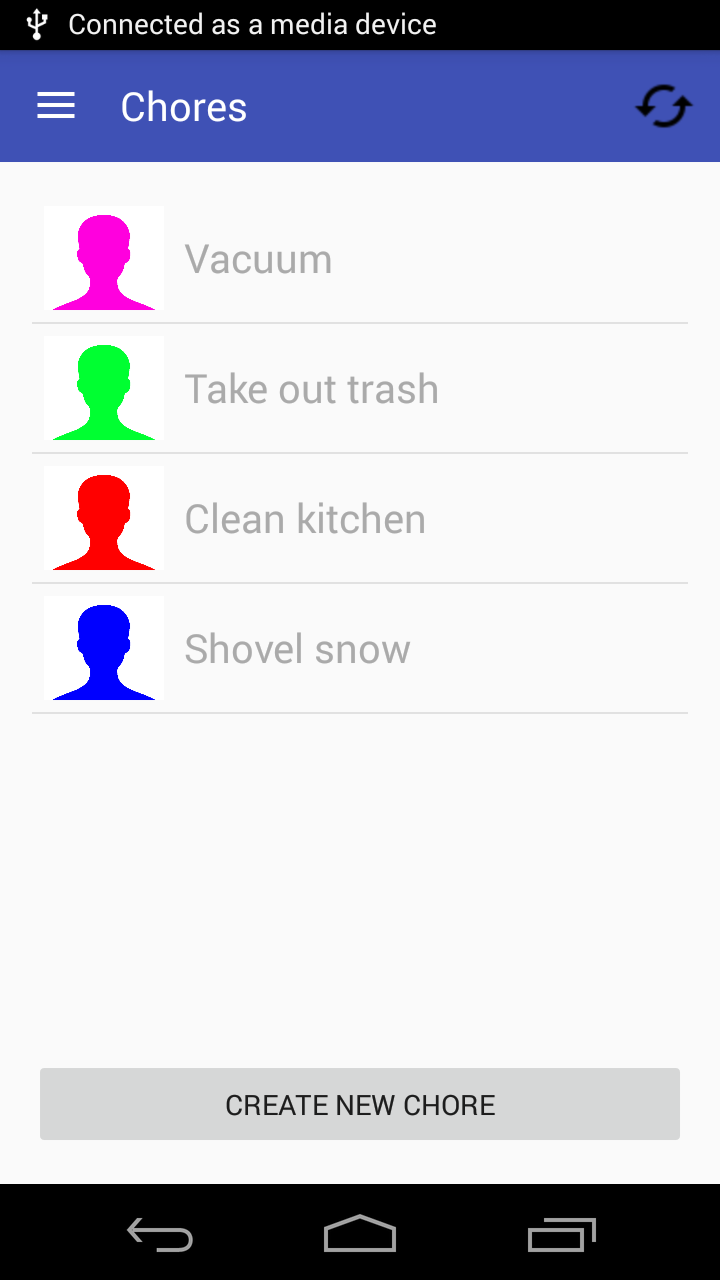 Connected as a media device
Chores
Vacuum
Take out trash
Clean kitchen
Shovel snow
CREATE NEW CHORE